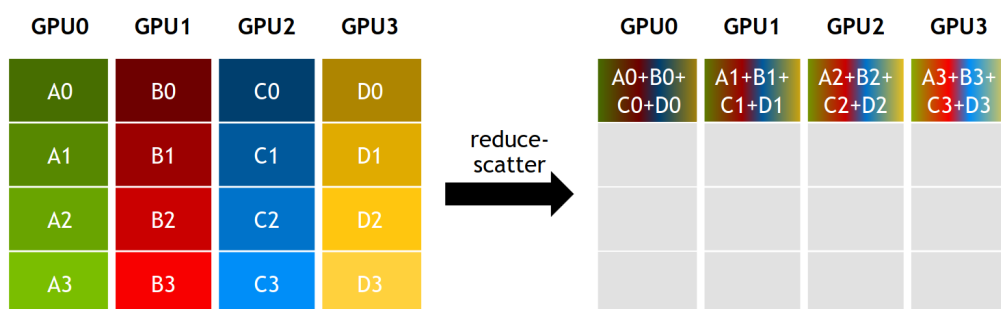 GPU0 GPU1 GPU2 GPU3
A0 B0 C0 D0
A1 B1 C1 D1
A2 B2 C2 D2
A3 B3 C3 D3
reduce-
scatter
GPU0 GPU1 GPU2 GPU3
A0+B0+ A1+B1+ A2+B2+ A3+B3+
C0+D0 C1+D1 C2+D2 C3+D3